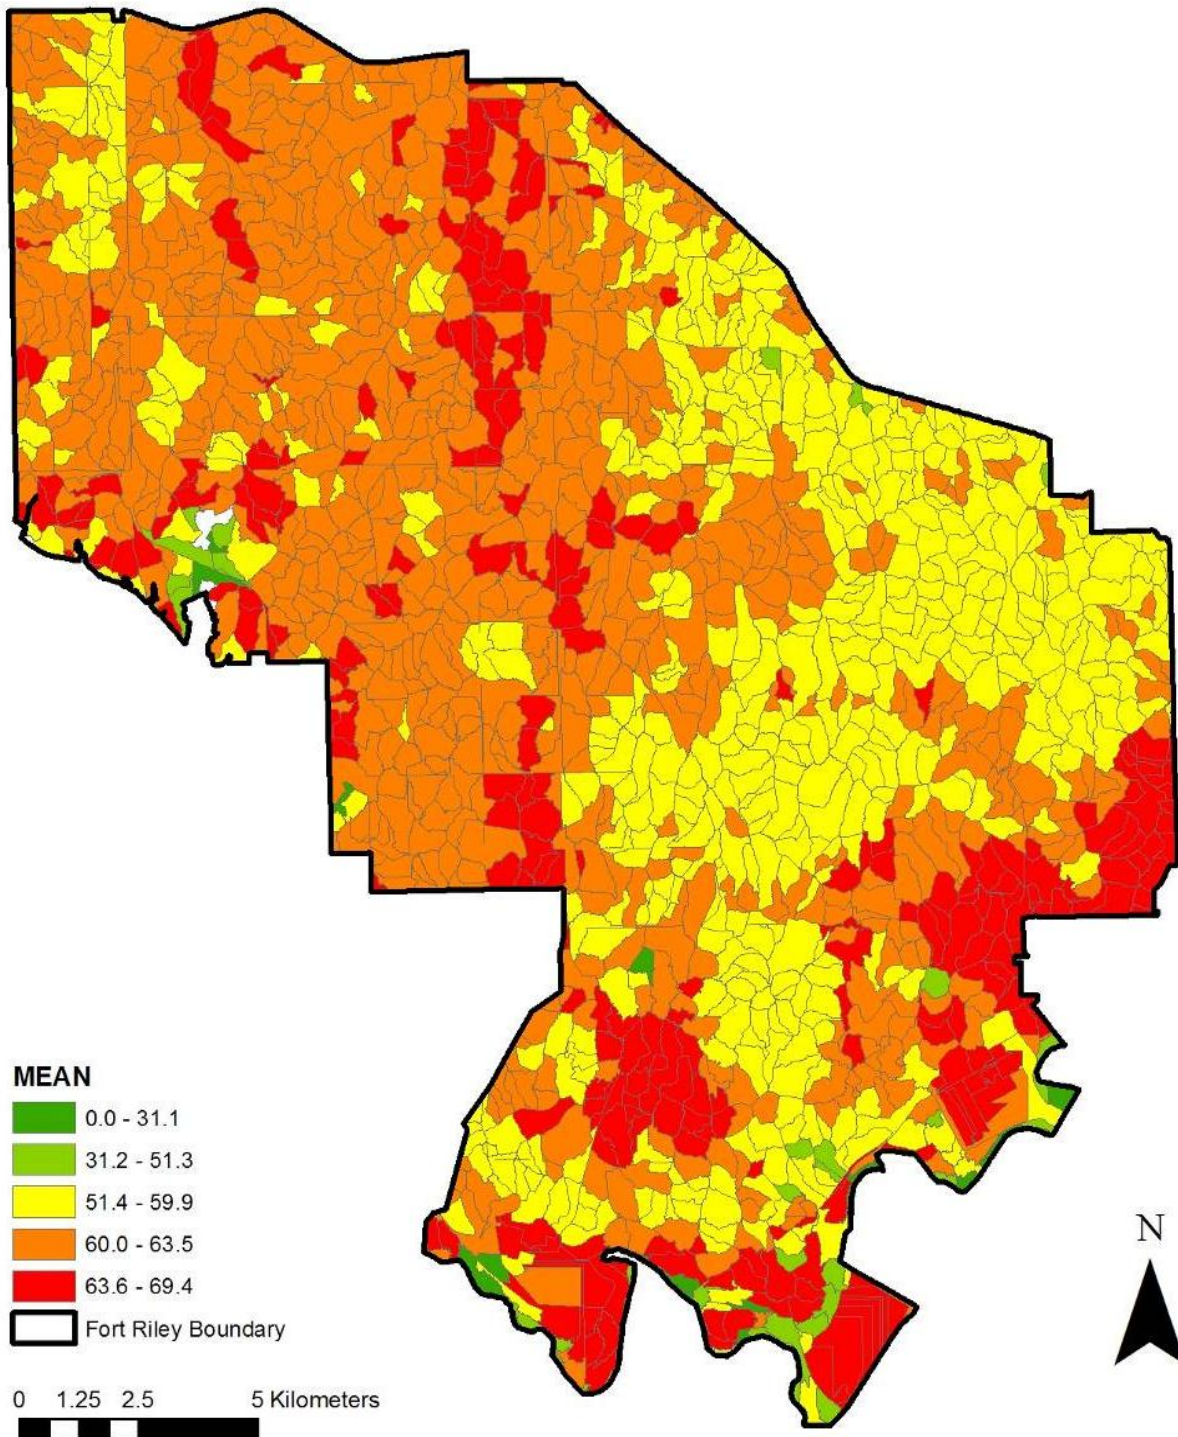 MEAN
0.0 - 31.1
31.2 - 51.3
51.4 - 59.9
60.0 - 63.5
63.6 - 69.4
Fort Riley Boundary
0 1.25 2.5 5 Kilometers
N